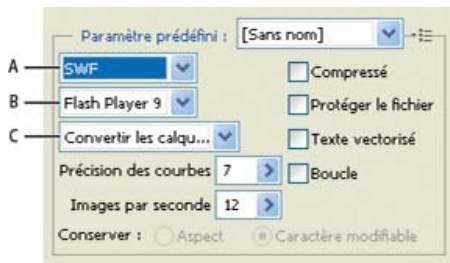 Paramètre prédéfini : [Sans nom]
A SWF Compressé
B Flash Player 9 Protéger le fichier
C Convertir les calqu... Texte vectorisé
Précision des courbes 7 Boucle
Images par seconde 12
Conserver : Aspect Caractère modifiable